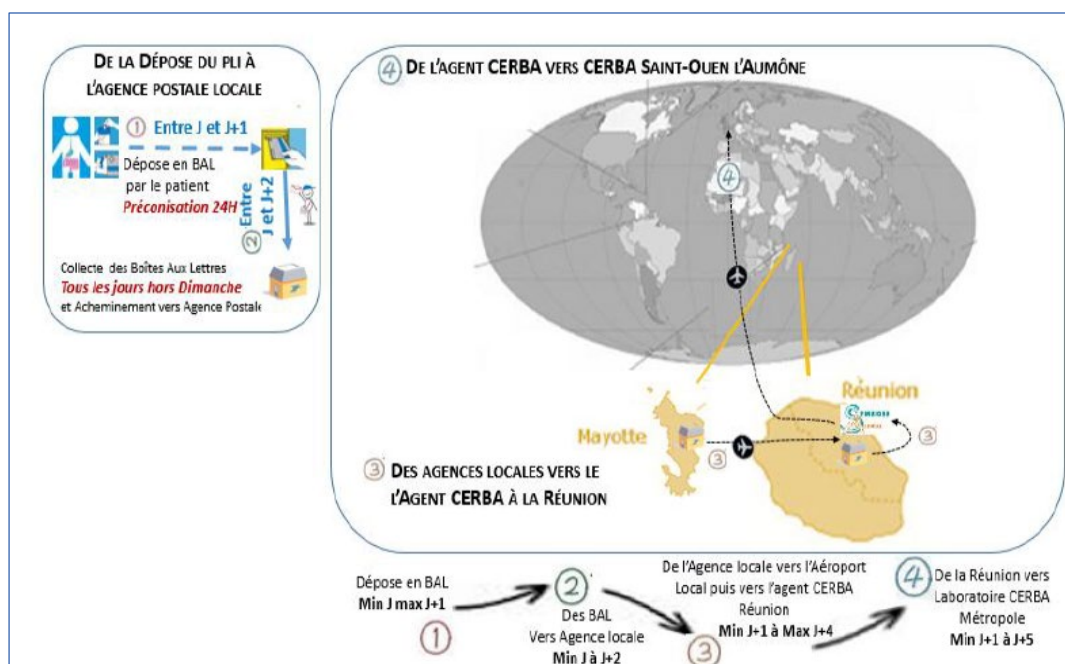 DE LA DÉPOSE DU PLI À
L'AGENCE POSTALE LOCALE
1 Entre J et J+1
Dépose en BAL
par le patient
Préconisation 24H
2 Entre
J et J+2
Collecte des Boîtes Aux Lettres
Tous les jours hors Dimanche
et Acheminement vers Agence Postale
4 DE L'AGENT CERBA VERS CERBA SAINT-OUEN L'AUMÔNE
4
Réunion
Mayotte
3
3
3 DES AGENCES LOCALES VERS LE
L'AGENT CERBA À LA RÉUNION
Dépose en BAL
Min J max J+1
1
2
Des BAL
Vers Agence locale
Min J à J+2
De l'Agence locale vers l'Aéroport
Local puis vers l'agent CERBA
Réunion
Min J+1 à Max J+4
3
4 De la Réunion vers
Laboratoire CERBA
Métropole
Min J+1 à J+5